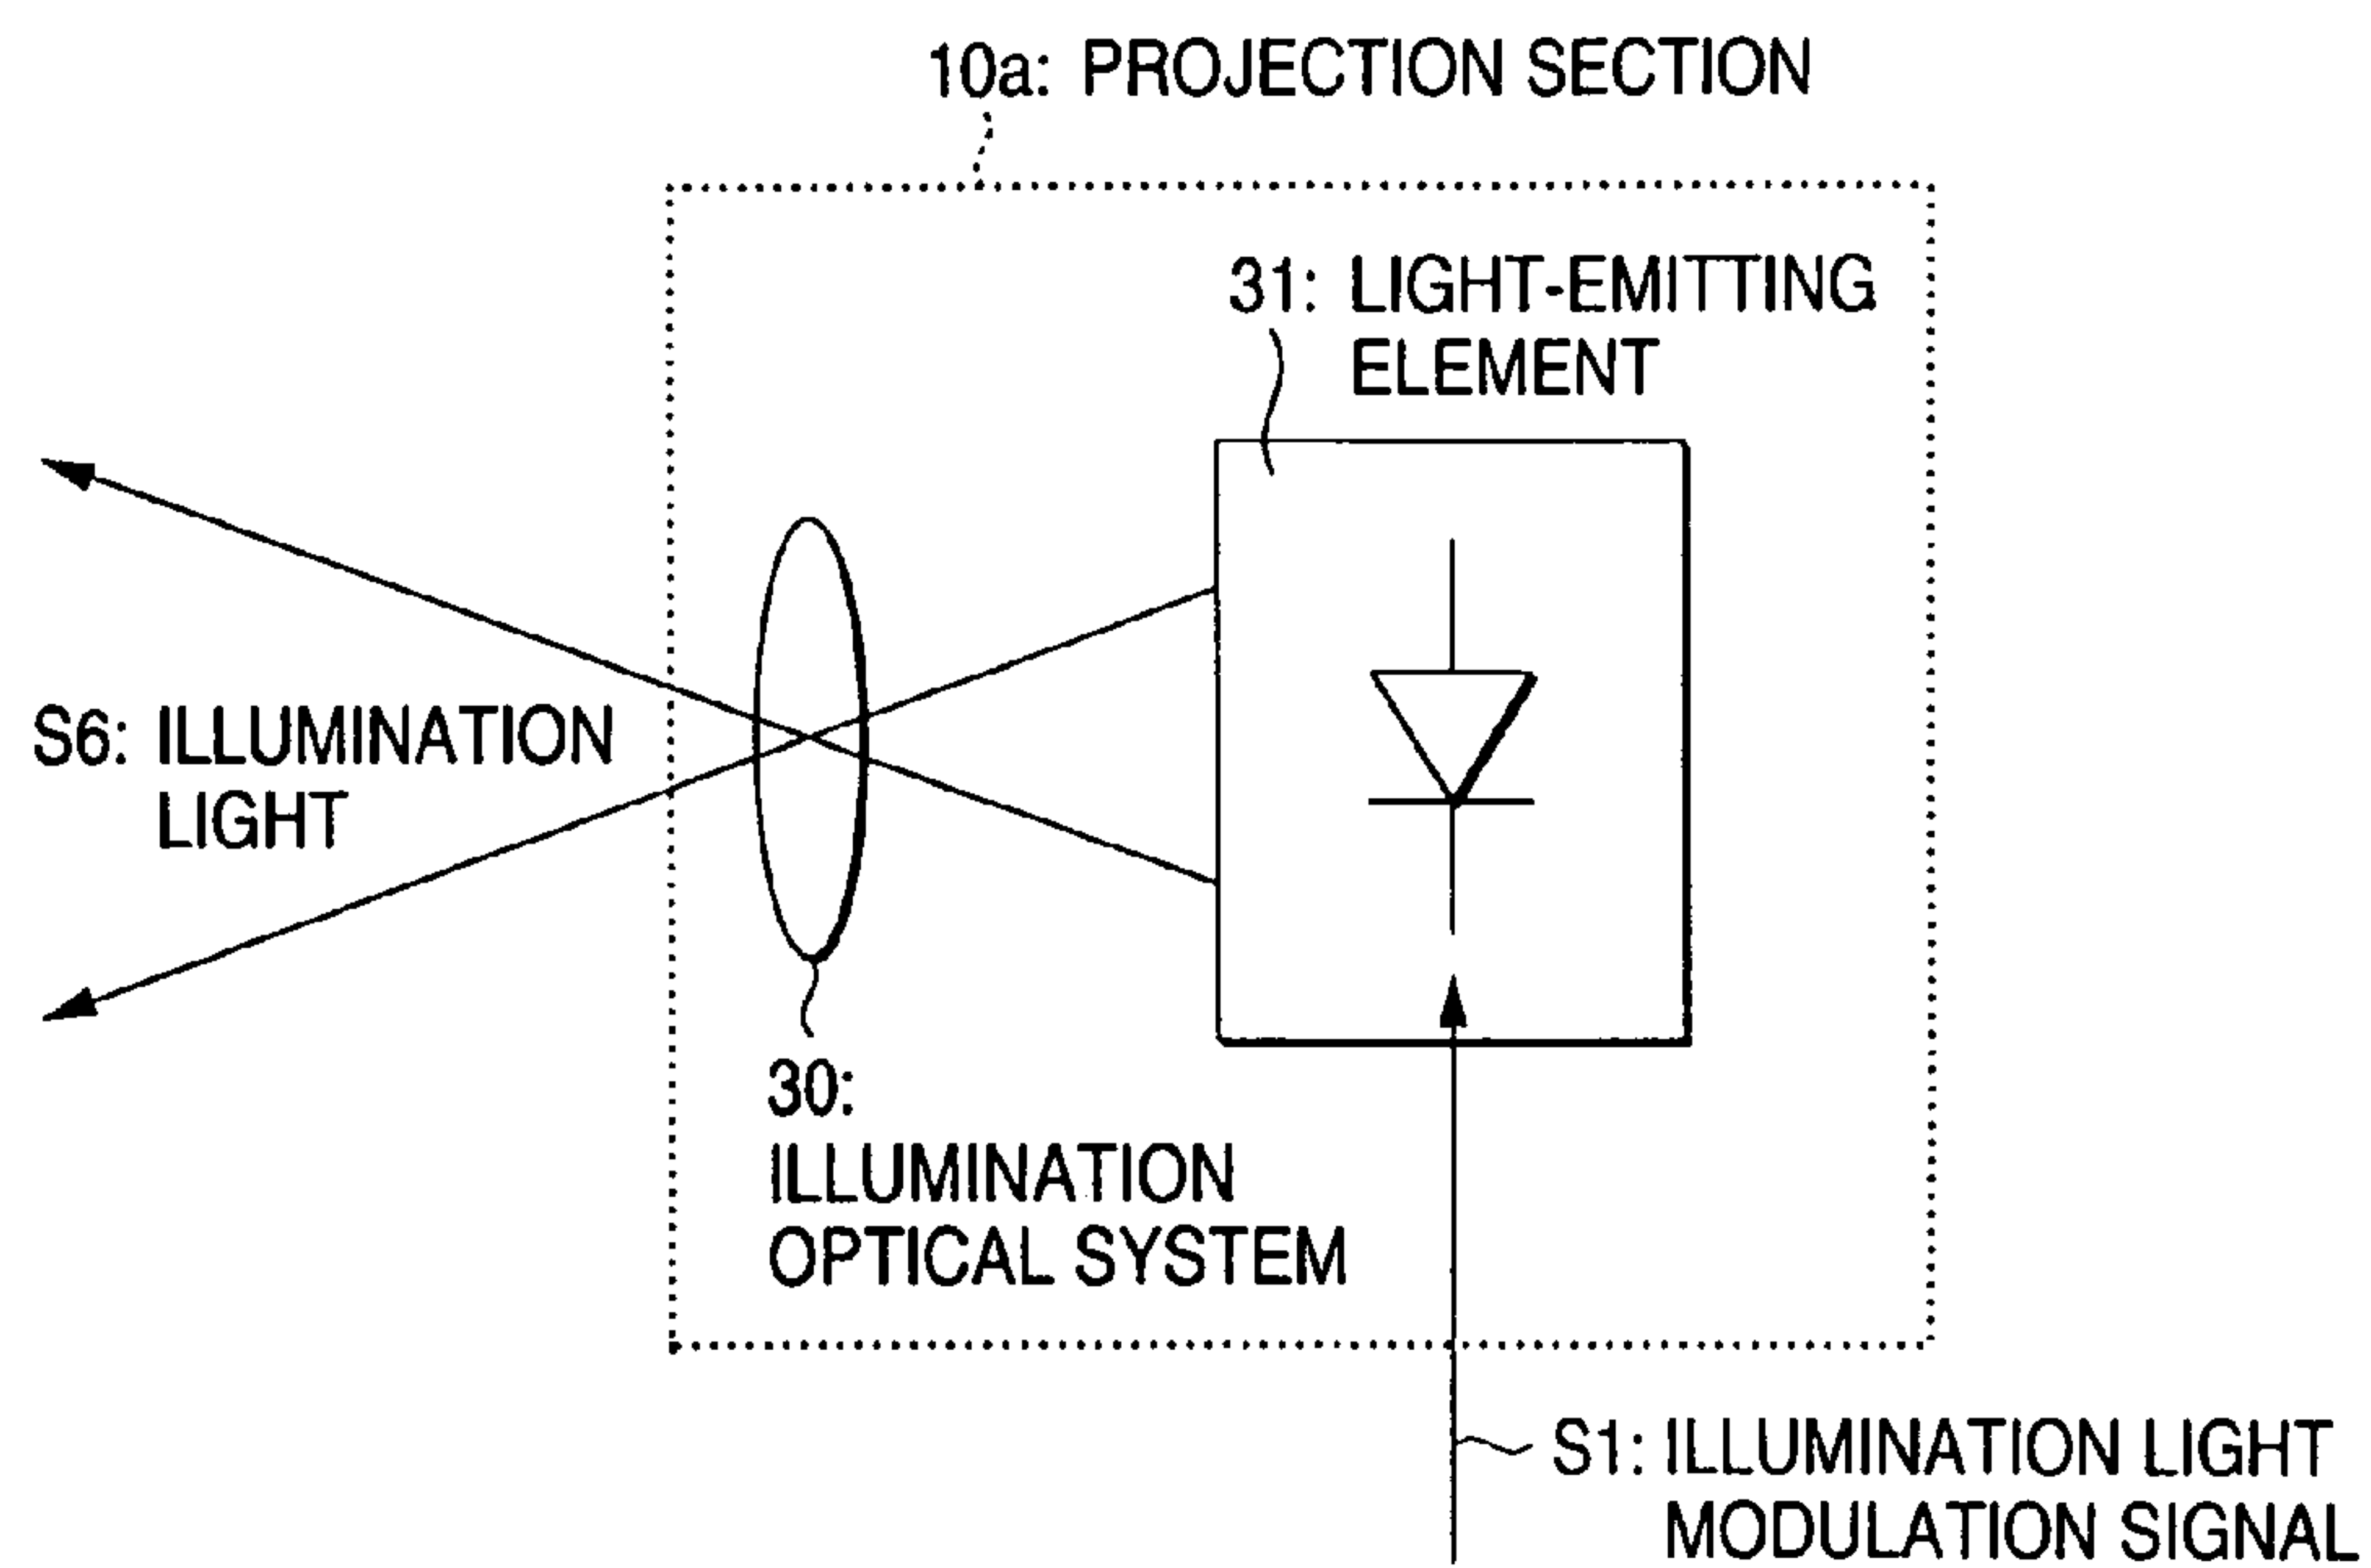 10a: PROJECTION SECTION
31: LIGHT-EMITTING
ELEMENT
S6: ILLUMINATION
LIGHT
30:
ILLUMINATION
OPTICAL SYSTEM
S1: ILLUMINATION LIGHT
MODULATION SIGNAL